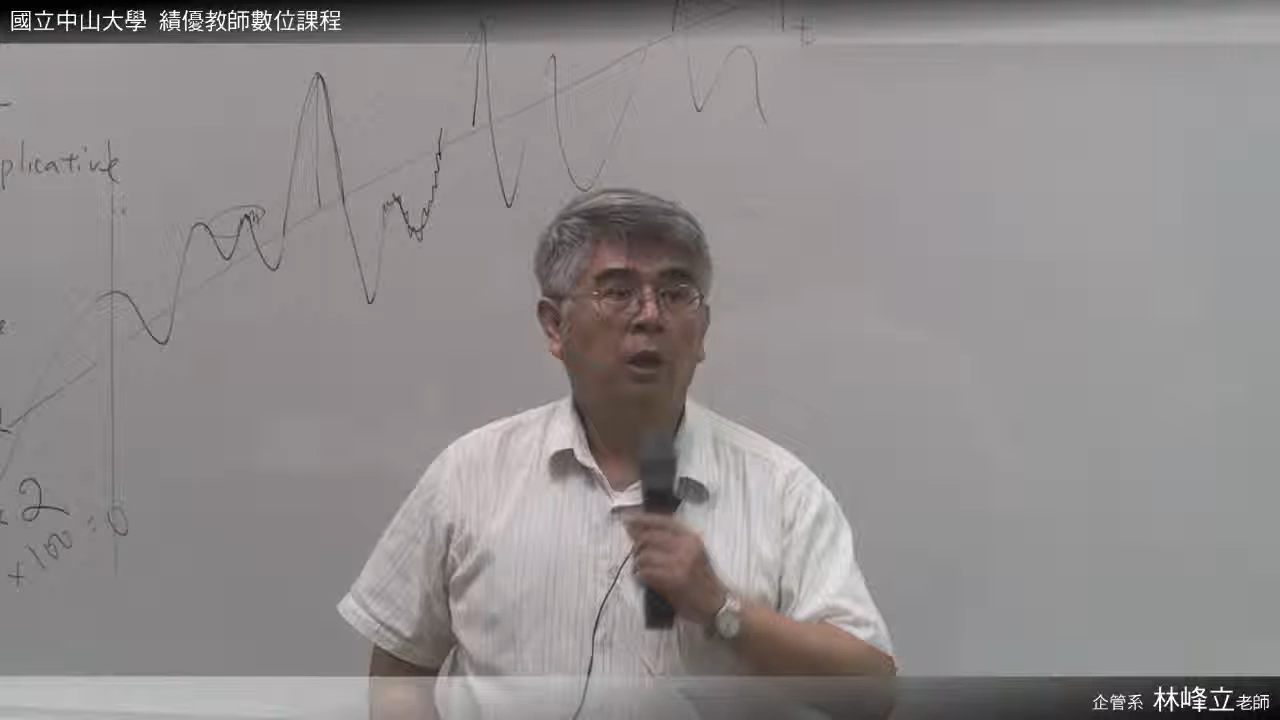 國立中山大學 績優教師數位課程
plicative
2
×100 : 0
企管系 林峰立老師